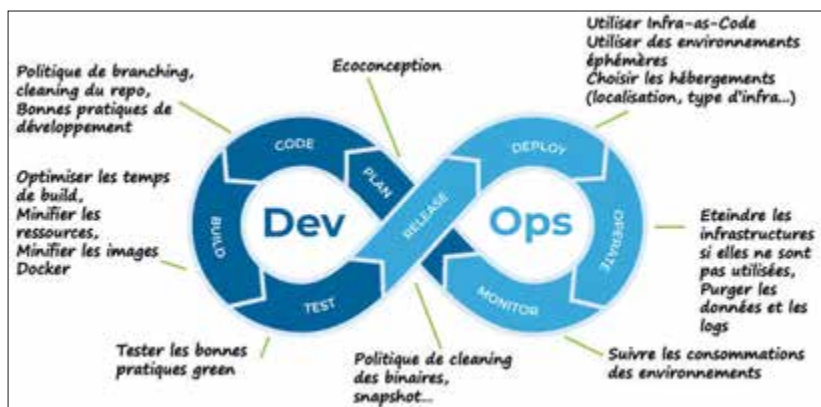 Utiliser Infra-as-Code
Utiliser des environnements
éphémères
Choisir les hébergements
(localisation, type d'infra...)
Ecoconception
Politique de branching,
cleaning du repo,
Bonnes pratiques de
développement
CODE
PLAN
DEPLOY
Optimiser les temps
de build,
Minifier les
ressources,
Minifier les images
Docker
BUILD
Dev
RELEASE
Ops
OPERATE
Eteindre les
infrastructures
si elles ne sont
pas utilisées,
Purger les
données et les
logs
TEST
MONITOR
Tester les bonnes
pratiques green
Politique de cleaning
des binaires,
snapshot...
Suivre les consommations
des environnements